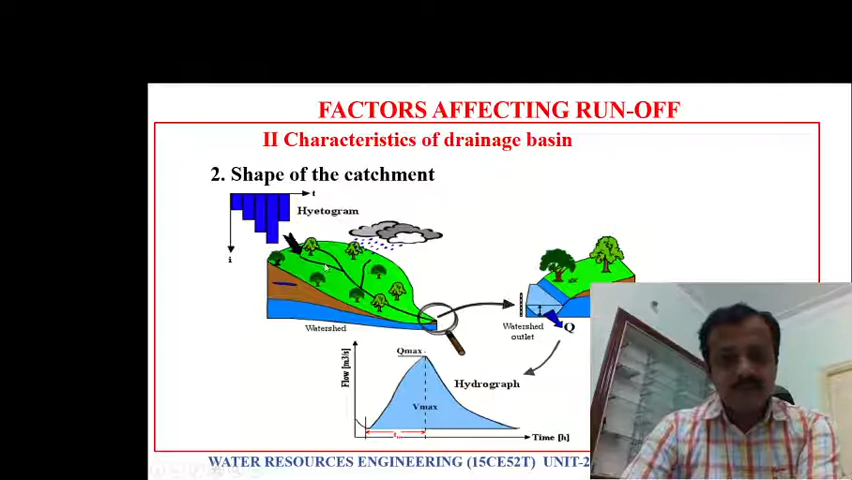 FACTORS AFFECTING RUN-OFF
II Characteristics of drainage basin
2. Shape of the catchment
t
Hyetogram
i
Watershed
Watershed
outlet
Q
Qmax
Flow [m3/s]
Hydrograph
Vmax
Time [h]
WATER RESOURCES ENGINEERING (15CE52T) UNIT-2